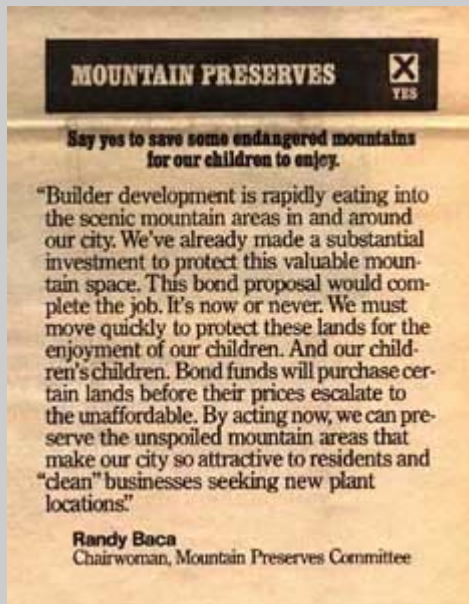 MOUNTAIN PRESERVES
X
YES
Say yes to save some endangered mountains
for our children to enjoy.
“Builder development is rapidly eating into
the scenic mountain areas in and around
our city. We've already made a substantial
investment to protect this valuable moun-
tain space. This bond proposal would com-
plete the job. It's now or never. We must
move quickly to protect these lands for the
enjoyment of our children. And our child-
ren's children. Bond funds will purchase cer-
tain lands before their prices escalate to
the unaffordable. By acting now, we can pre-
serve the unspoiled mountain areas that
make our city so attractive to residents and
“clean” businesses seeking new plant
locations.”
Randy Baca
Chairwoman, Mountain Preserves Committee